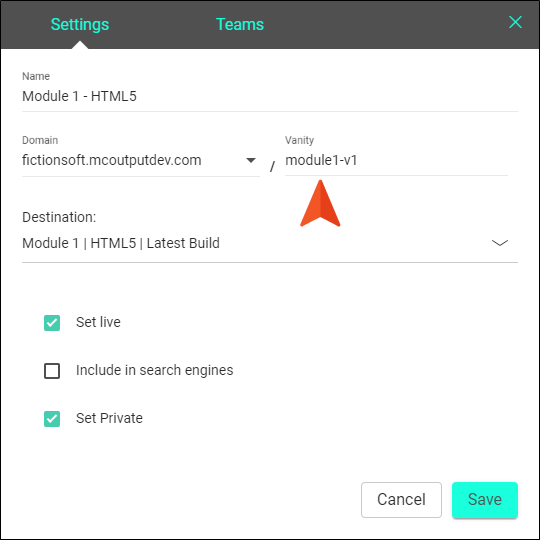 Settings Teams
Name
Module 1 - HTML5
Domain Vanity
fictionsoft.mcoutputdev.com / module1-v1
Destination:
Module 1 | HTML5 | Latest Build
Set live
Include in search engines
Set Private
Cancel Save